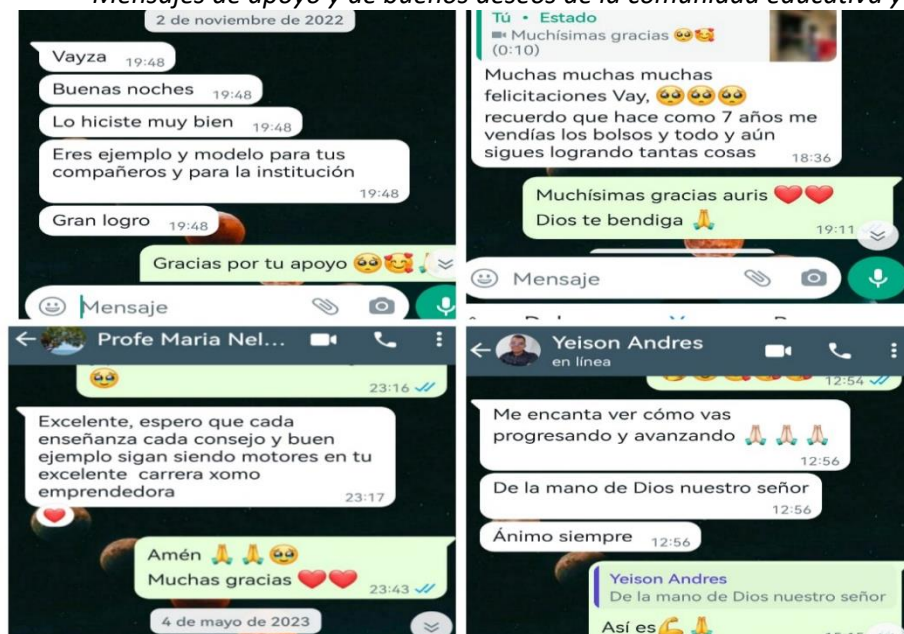 Mensajes de apoyo y de buenos deseos de la comunidad educativa y
2 de noviembre de 2022
Vayza 19:48
Buenas noches 19:48
Lo hiciste muy bien 19:48
Eres ejemplo y modelo para tus
compañeros y para la institución
19:48
Gran logro 19:48
Gracias por tu apoyo 🥺🥰
Mensaje
Tú • Estado
Muchísimas gracias 🥺🥰
(0:10)
Muchas muchas muchas
felicitaciones Vay, 🥺🥺🥺
recuerdo que hace como 7 años me
vendías los bolsos y todo y aún
sigues logrando tantas cosas 18:36
Muchísimas gracias auris ❤️❤️
Dios te bendiga 🙏 19:11
Mensaje
Profe Maria Nel...
🥺 23:16
Excelente, espero que cada
enseñanza cada consejo y buen
ejemplo sigan siendo motores en tu
excelente carrera xomo
emprendedora 23:17
❤️
Amén 🙏🙏🥺
Muchas gracias ❤️❤️ 23:43
4 de mayo de 2023
Yeison Andres
en línea
12:54
Me encanta ver cómo vas
progresando y avanzando 🙏🏻🙏🏻🙏🏻
12:56
De la mano de Dios nuestro señor
12:56
Ánimo siempre 12:56
Yeison Andres
De la mano de Dios nuestro señor
Así es 💪🙏